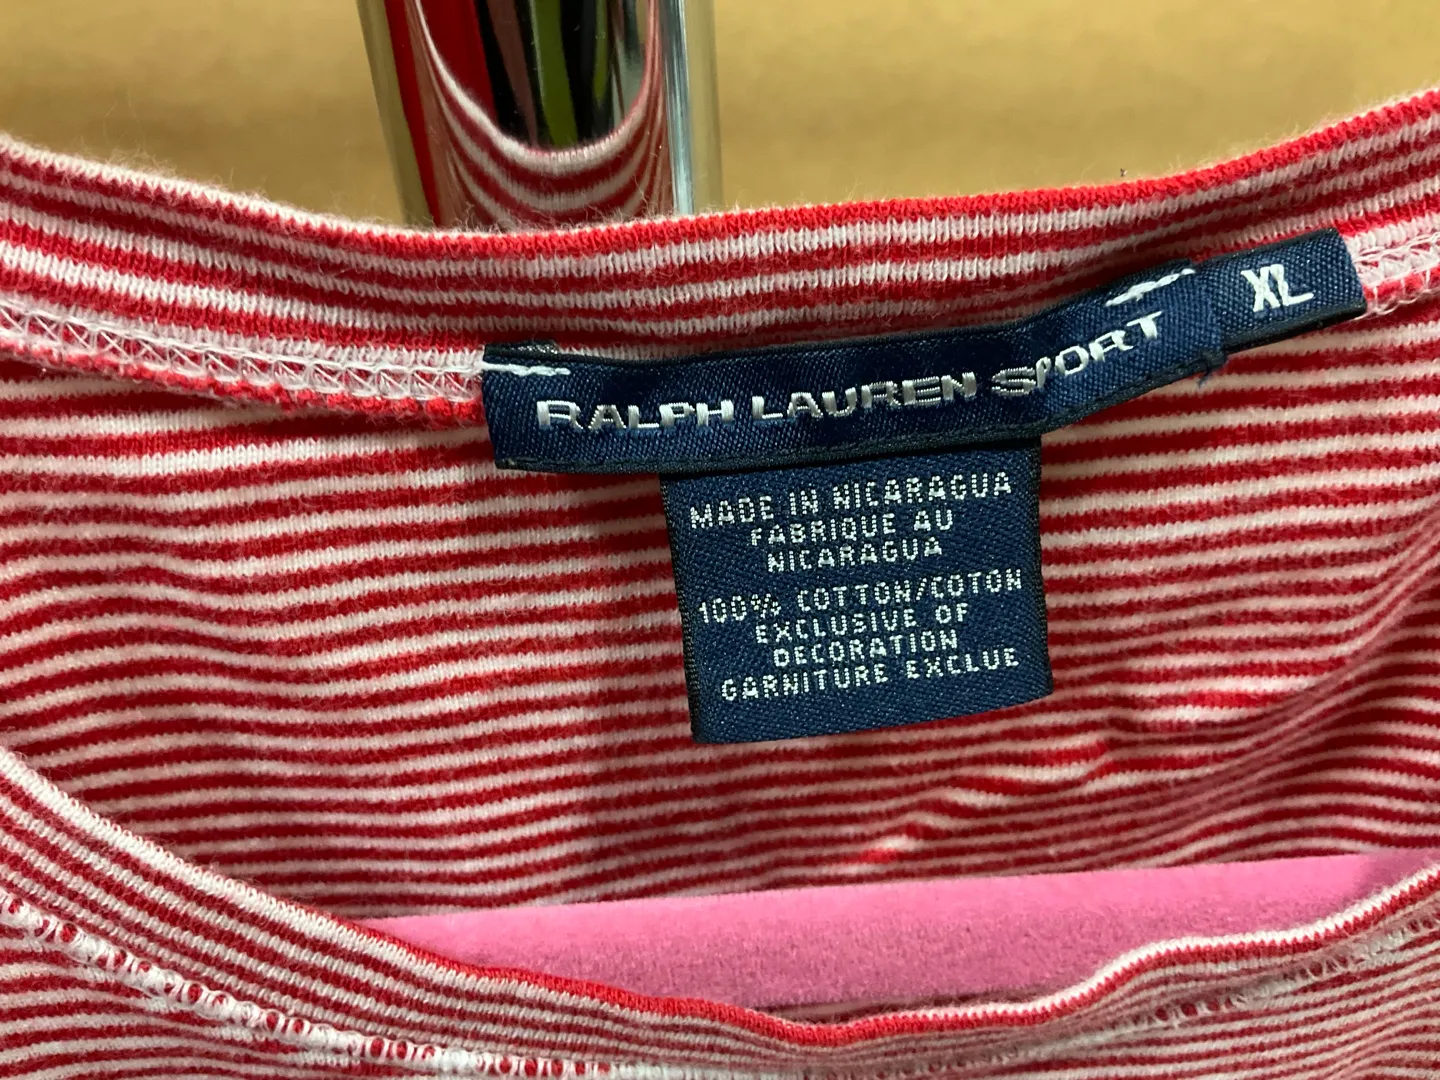 RALPH LAUREN SPORT
XL
MADE IN NICARAGUA
FABRIQUE AU
NICARAGUA
100% COTTON/COTON
EXCLUSIVE OF
DECORATION
GARNITURE EXCLUE